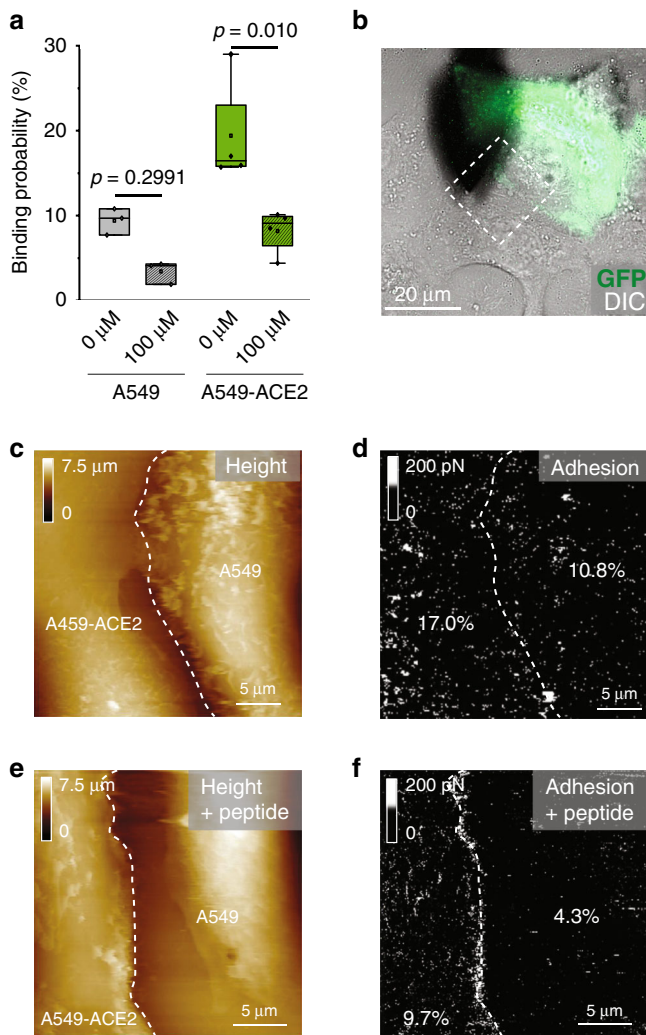 a
p = 0.010
30
20
10
0
Binding probability (%)
p = 0.2991
0 μM
100 μM
0 μM
100 μM
A549
A549-ACE2
b
GFP
DIC
20 μm
c
7.5 μm
0
Height
A549
A459-ACE2
5 μm
d
200 pN
0
Adhesion
10.8%
17.0%
5 μm
e
7.5 μm
0
Height
+ peptide
A549
A549-ACE2
5 μm
f
200 pN
0
Adhesion
+ peptide
4.3%
9.7%
5 μm